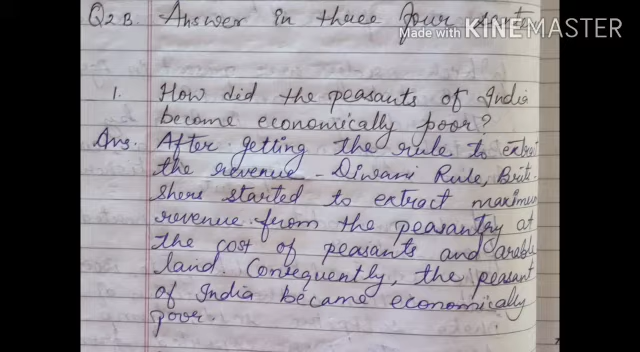 Q2B. Answer in three four
Made with KINEMASTER
1. How did the peasants of India
become economically poor?
Ans. After getting the rule to extract
the revenue - Diwani Rule, Briti-
shers started to extract maximum
revenue from the peasantry at
the cost of peasants and arable
land. Consequently, the peasant
of India became economically
poor.